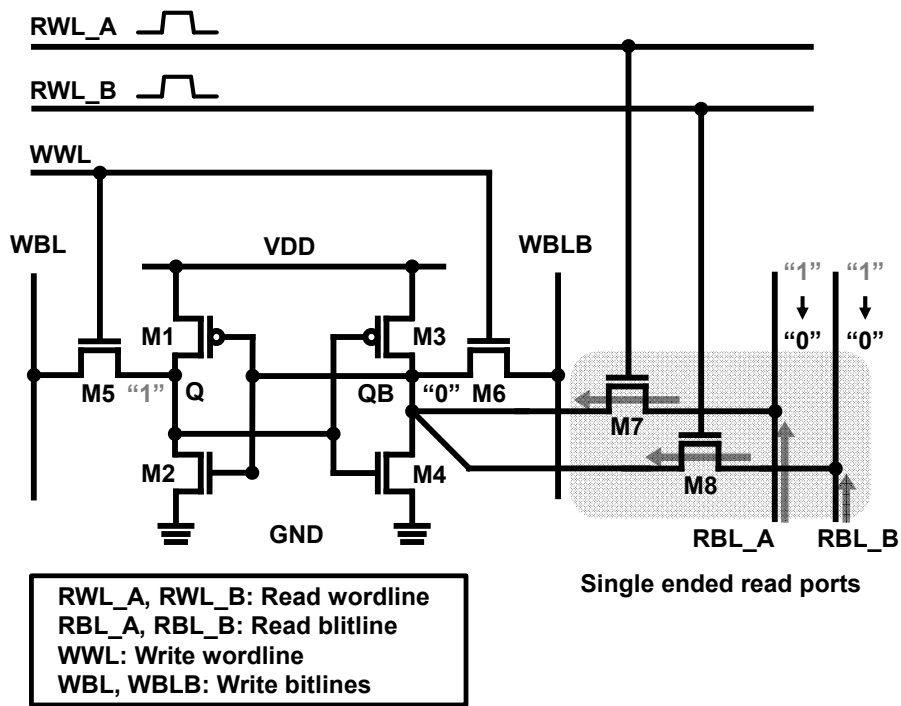 RWL_A
RWL_B
WWL
WBL
VDD
WBLB
“1” “1”
“0” “0”
M1
M3
M5 “1” Q
QB “0” M6
M7
M2
M4
M8
GND
RBL_A RBL_B
Single ended read ports
RWL_A, RWL_B: Read wordline
RBL_A, RBL_B: Read blitline
WWL: Write wordline
WBL, WBLB: Write bitlines